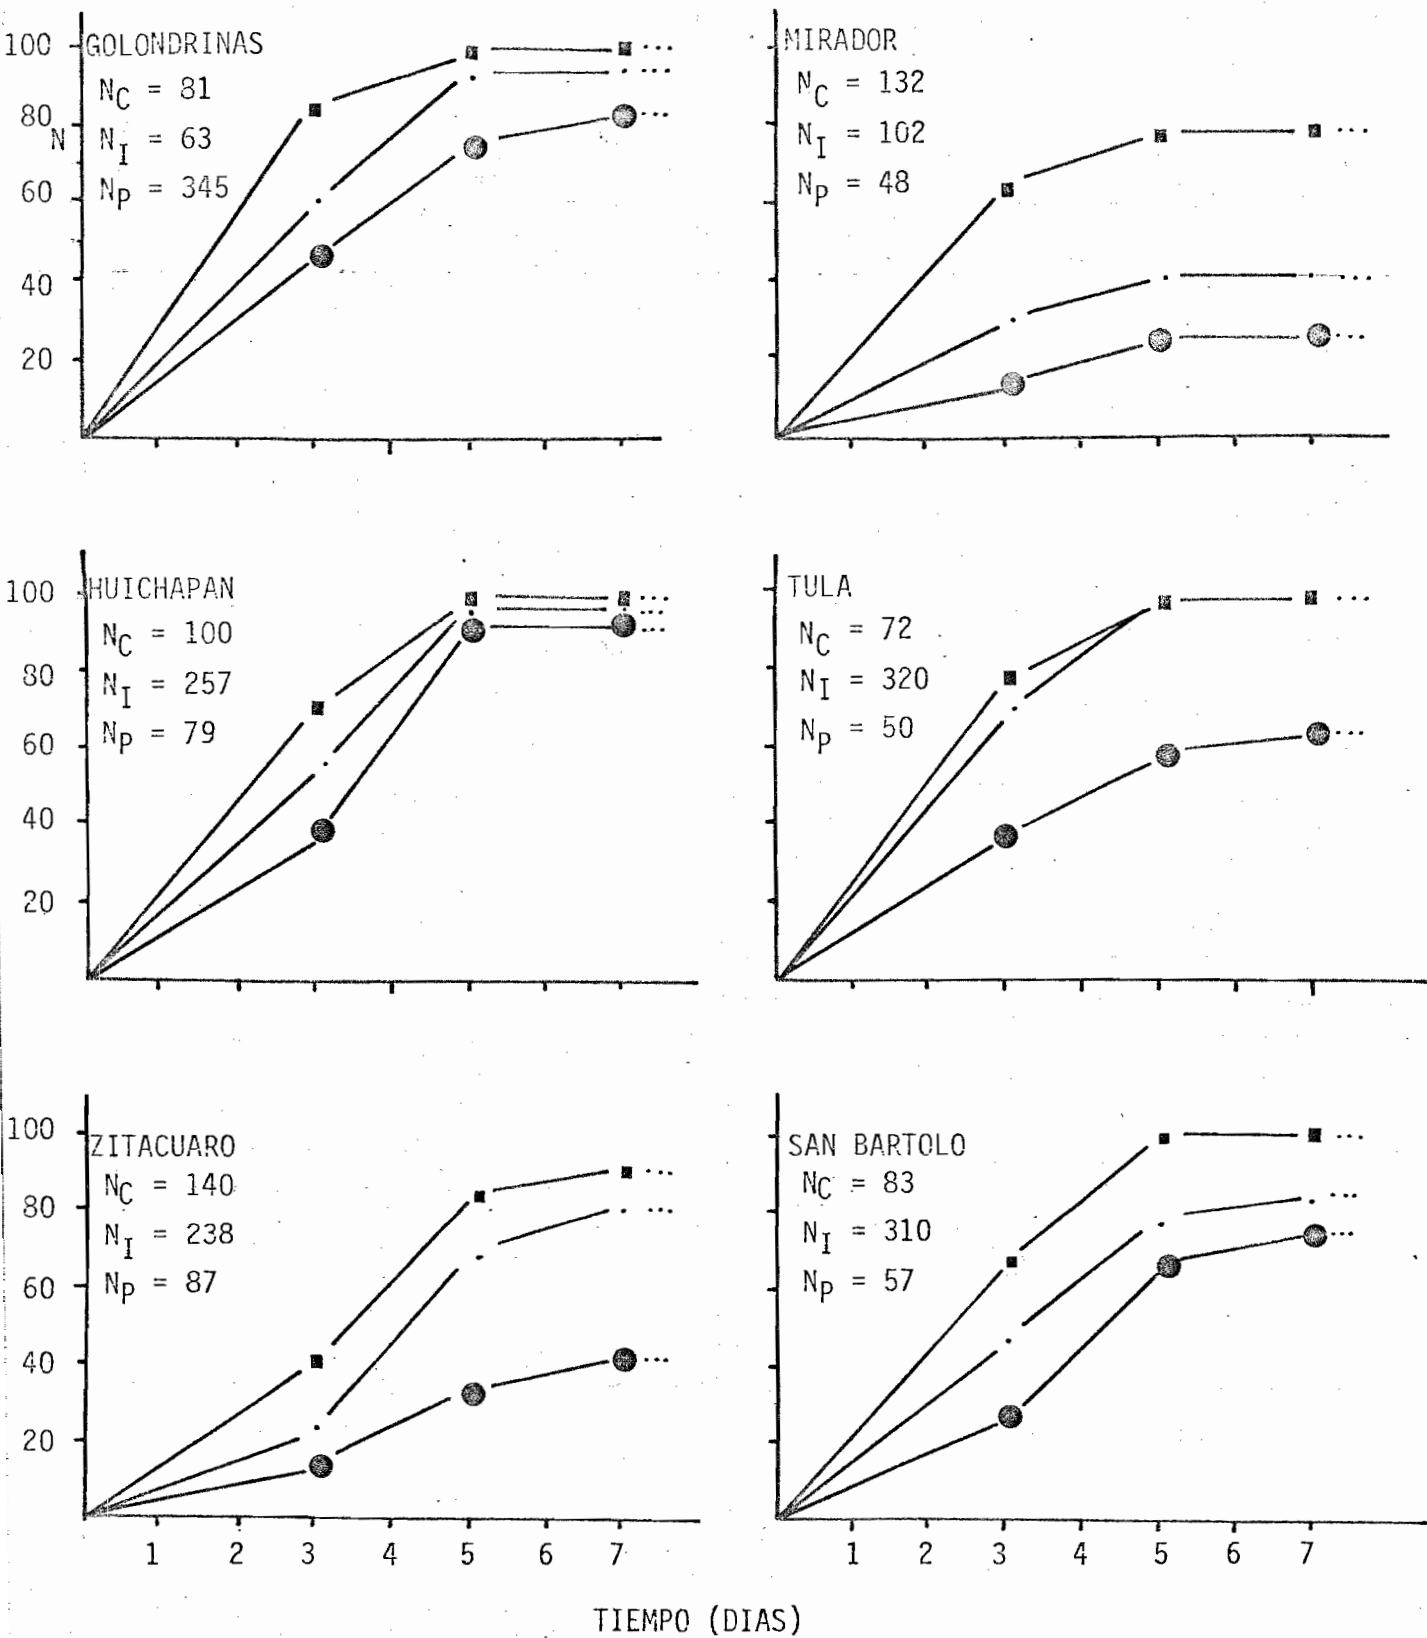 GOLONDRINAS
N_C = 81
N_I = 63
N_P = 345
100
80
N
60
40
20
MIRADOR
N_C = 132
N_I = 102
N_P = 48
HUICHAPAN
N_C = 100
N_I = 257
N_P = 79
100
80
60
40
20
TULA
N_C = 72
N_I = 320
N_P = 50
ZITACUARO
N_C = 140
N_I = 238
N_P = 87
100
80
60
40
20
1 2 3 4 5 6 7
SAN BARTOLO
N_C = 83
N_I = 310
N_P = 57
1 2 3 4 5 6 7
TIEMPO (DIAS)